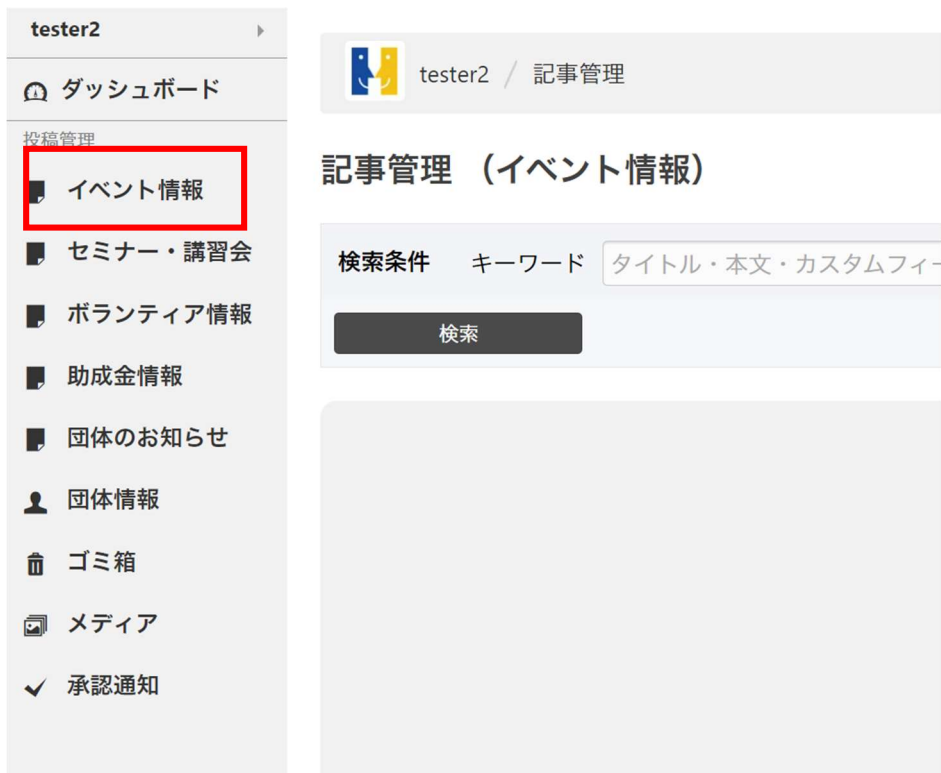 tester2
ダッシュボード
投稿管理
イベント情報
セミナー・講習会
ボランティア情報
助成金情報
団体のお知らせ
団体情報
ゴミ箱
メディア
承認通知
tester2 / 記事管理
記事管理 （イベント情報）
検索条件 キーワード タイトル・本文・カスタムフィー
検索